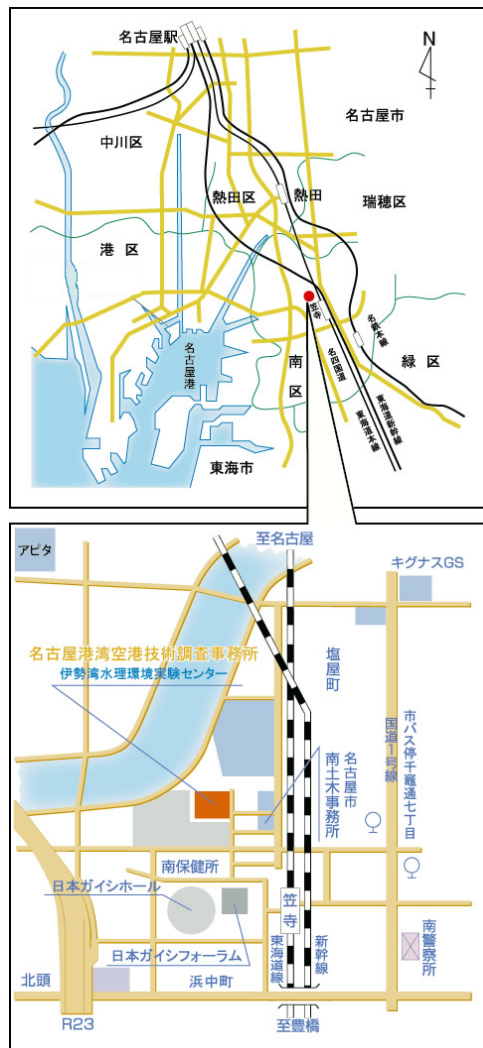 名古屋駅
N
名古屋市
中川区
熱田区
熱田
瑞穂区
港区
笠寺
名鉄本線
名古屋港
南区
名四国道
緑区
東海道新幹線
東海道本線
東海市
アピタ
至名古屋
キグナスGS
名古屋港湾空港技術調査事務所
伊勢湾水理環境実験センター
塩屋町
国道1号線
市バス停千竈通七丁目
名古屋市
南土木事務所
南保健所
日本ガイシホール
笠寺
日本ガイシフォーラム
東海道線
新幹線
南警察所
北頭
浜中町
R23
至豊橋